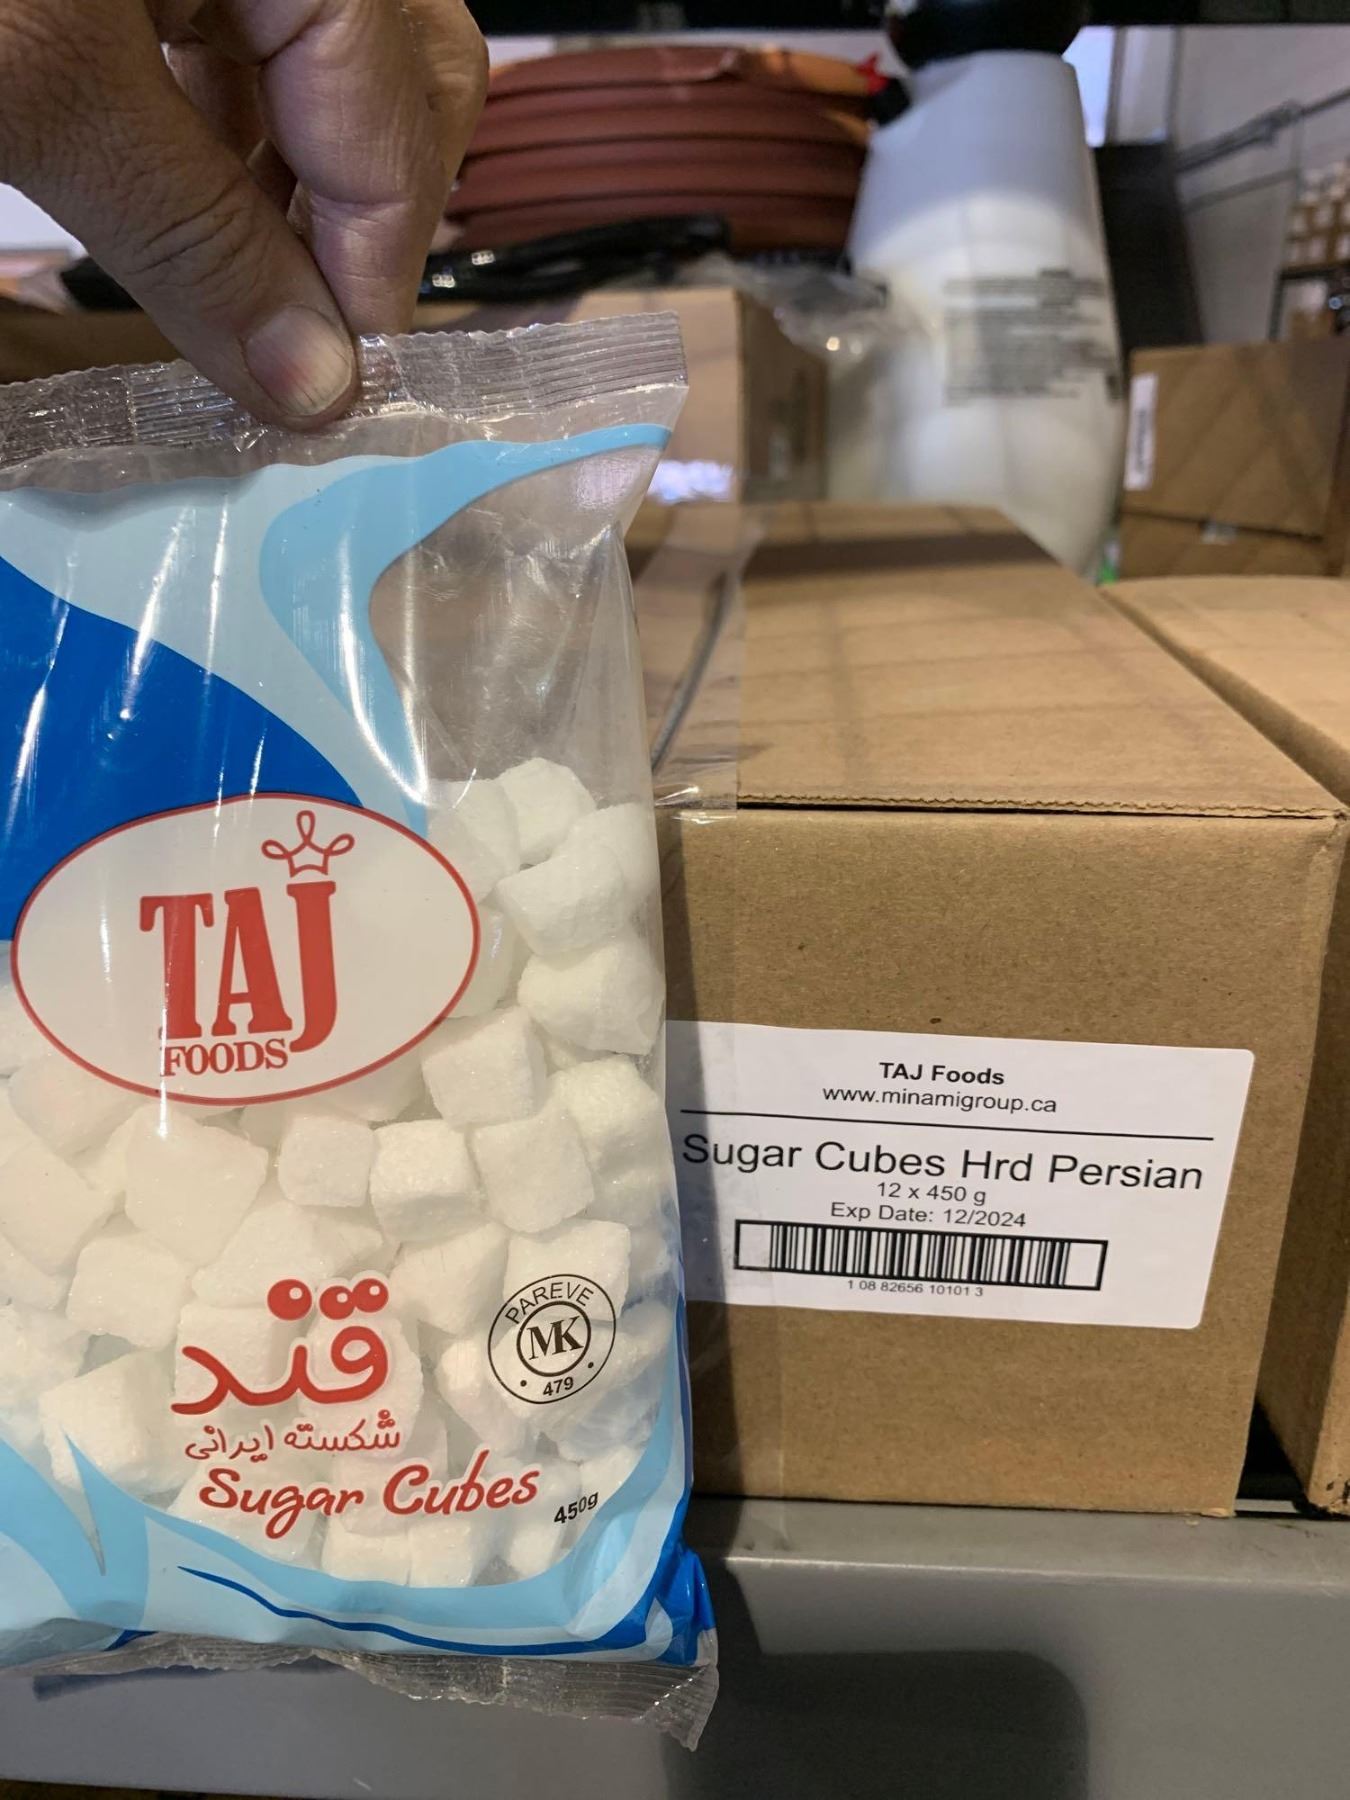 TAJ
FOODS
قند
شکسته ایرانی
Sugar Cubes
450g
PAREVE
MK
479
TAJ Foods
www.minamigroup.ca
Sugar Cubes Hrd Persian
12 x 450 g
Exp Date: 12/2024
1 08 82656 10101 3